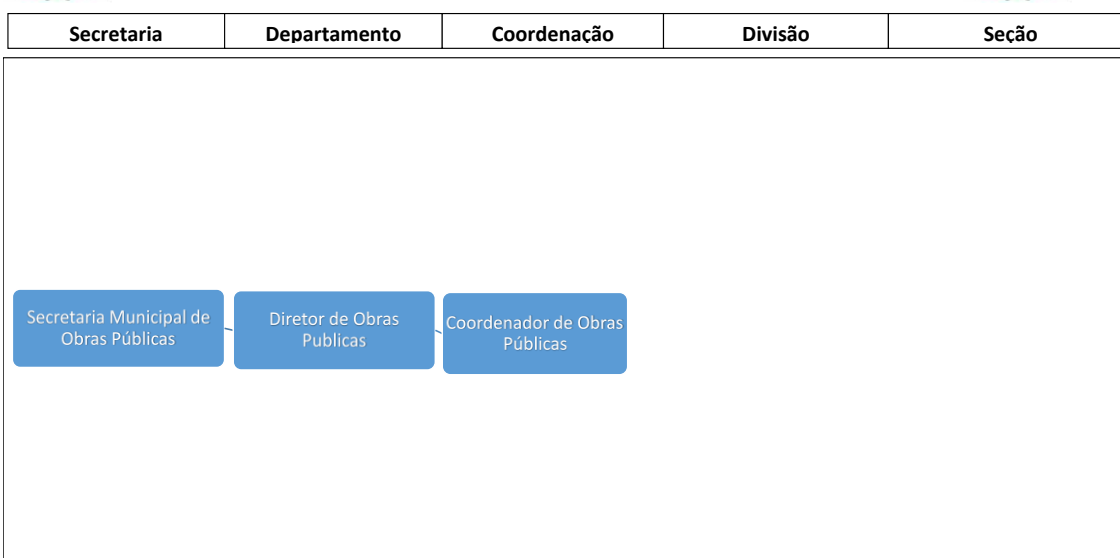 Secretaria Departamento Coordenação Divisão Seção
Secretaria Municipal de
Obras Públicas
Diretor de Obras
Publicas
Coordenador de Obras
Públicas